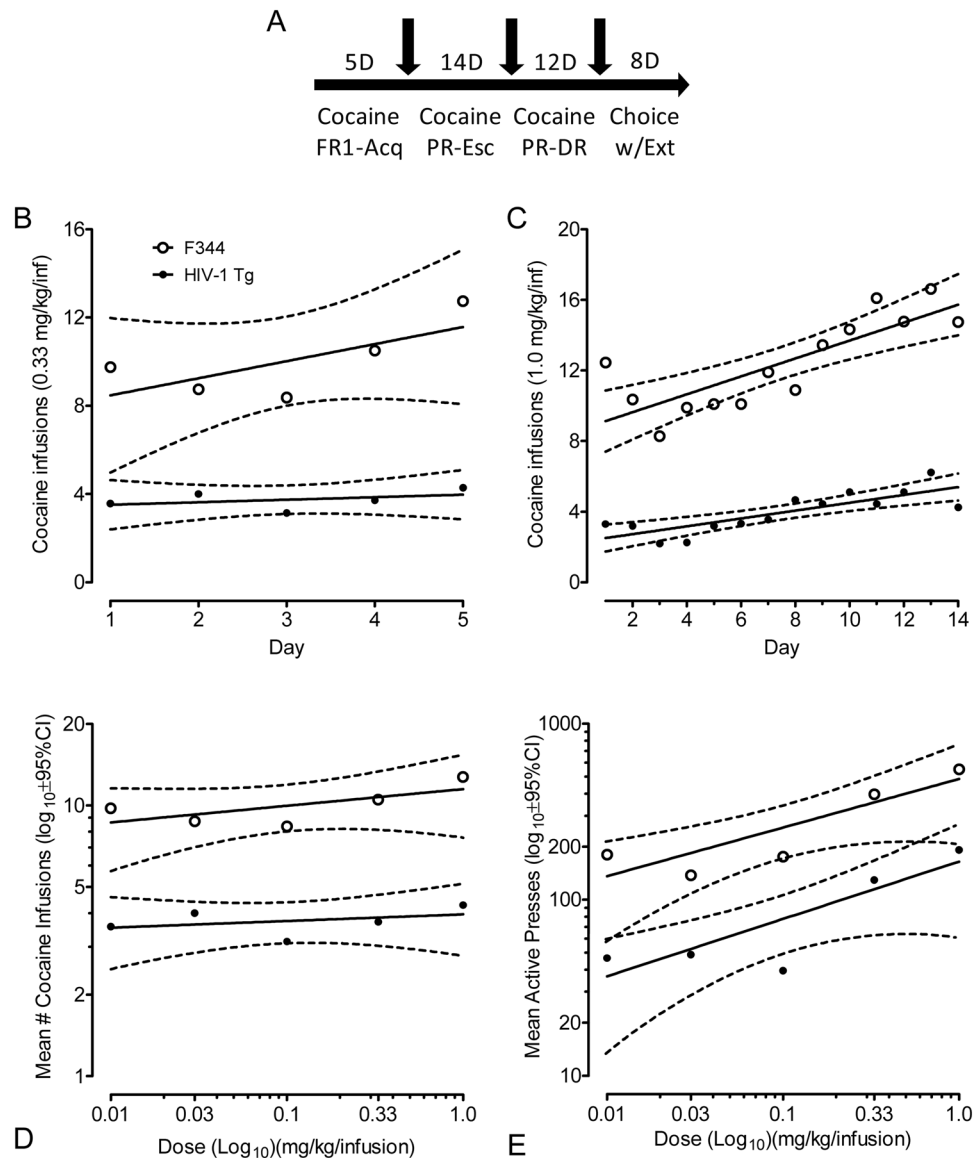 A
5D 14D 12D 8D
Cocaine Cocaine Cocaine Choice
FR1-Acq PR-Esc PR-DR w/Ext
B
Cocaine infusions (0.33 mg/kg/inf)
16
12
8
4
0
F344
HIV-1 Tg
1 2 3 4 5
Day
C
Cocaine infusions (1.0 mg/kg/inf)
20
16
12
8
4
0
2 4 6 8 10 12 14
Day
Mean # Cocaine Infusions (log10±95%CI)
20
10
5
2
1
0.01 0.03 0.1 0.33 1.0
D Dose (Log10)(mg/kg/infusion)
Mean Active Presses (log10±95%CI)
1000
500
200
100
50
20
10
0.01 0.03 0.1 0.33 1.0
E Dose (Log10)(mg/kg/infusion)